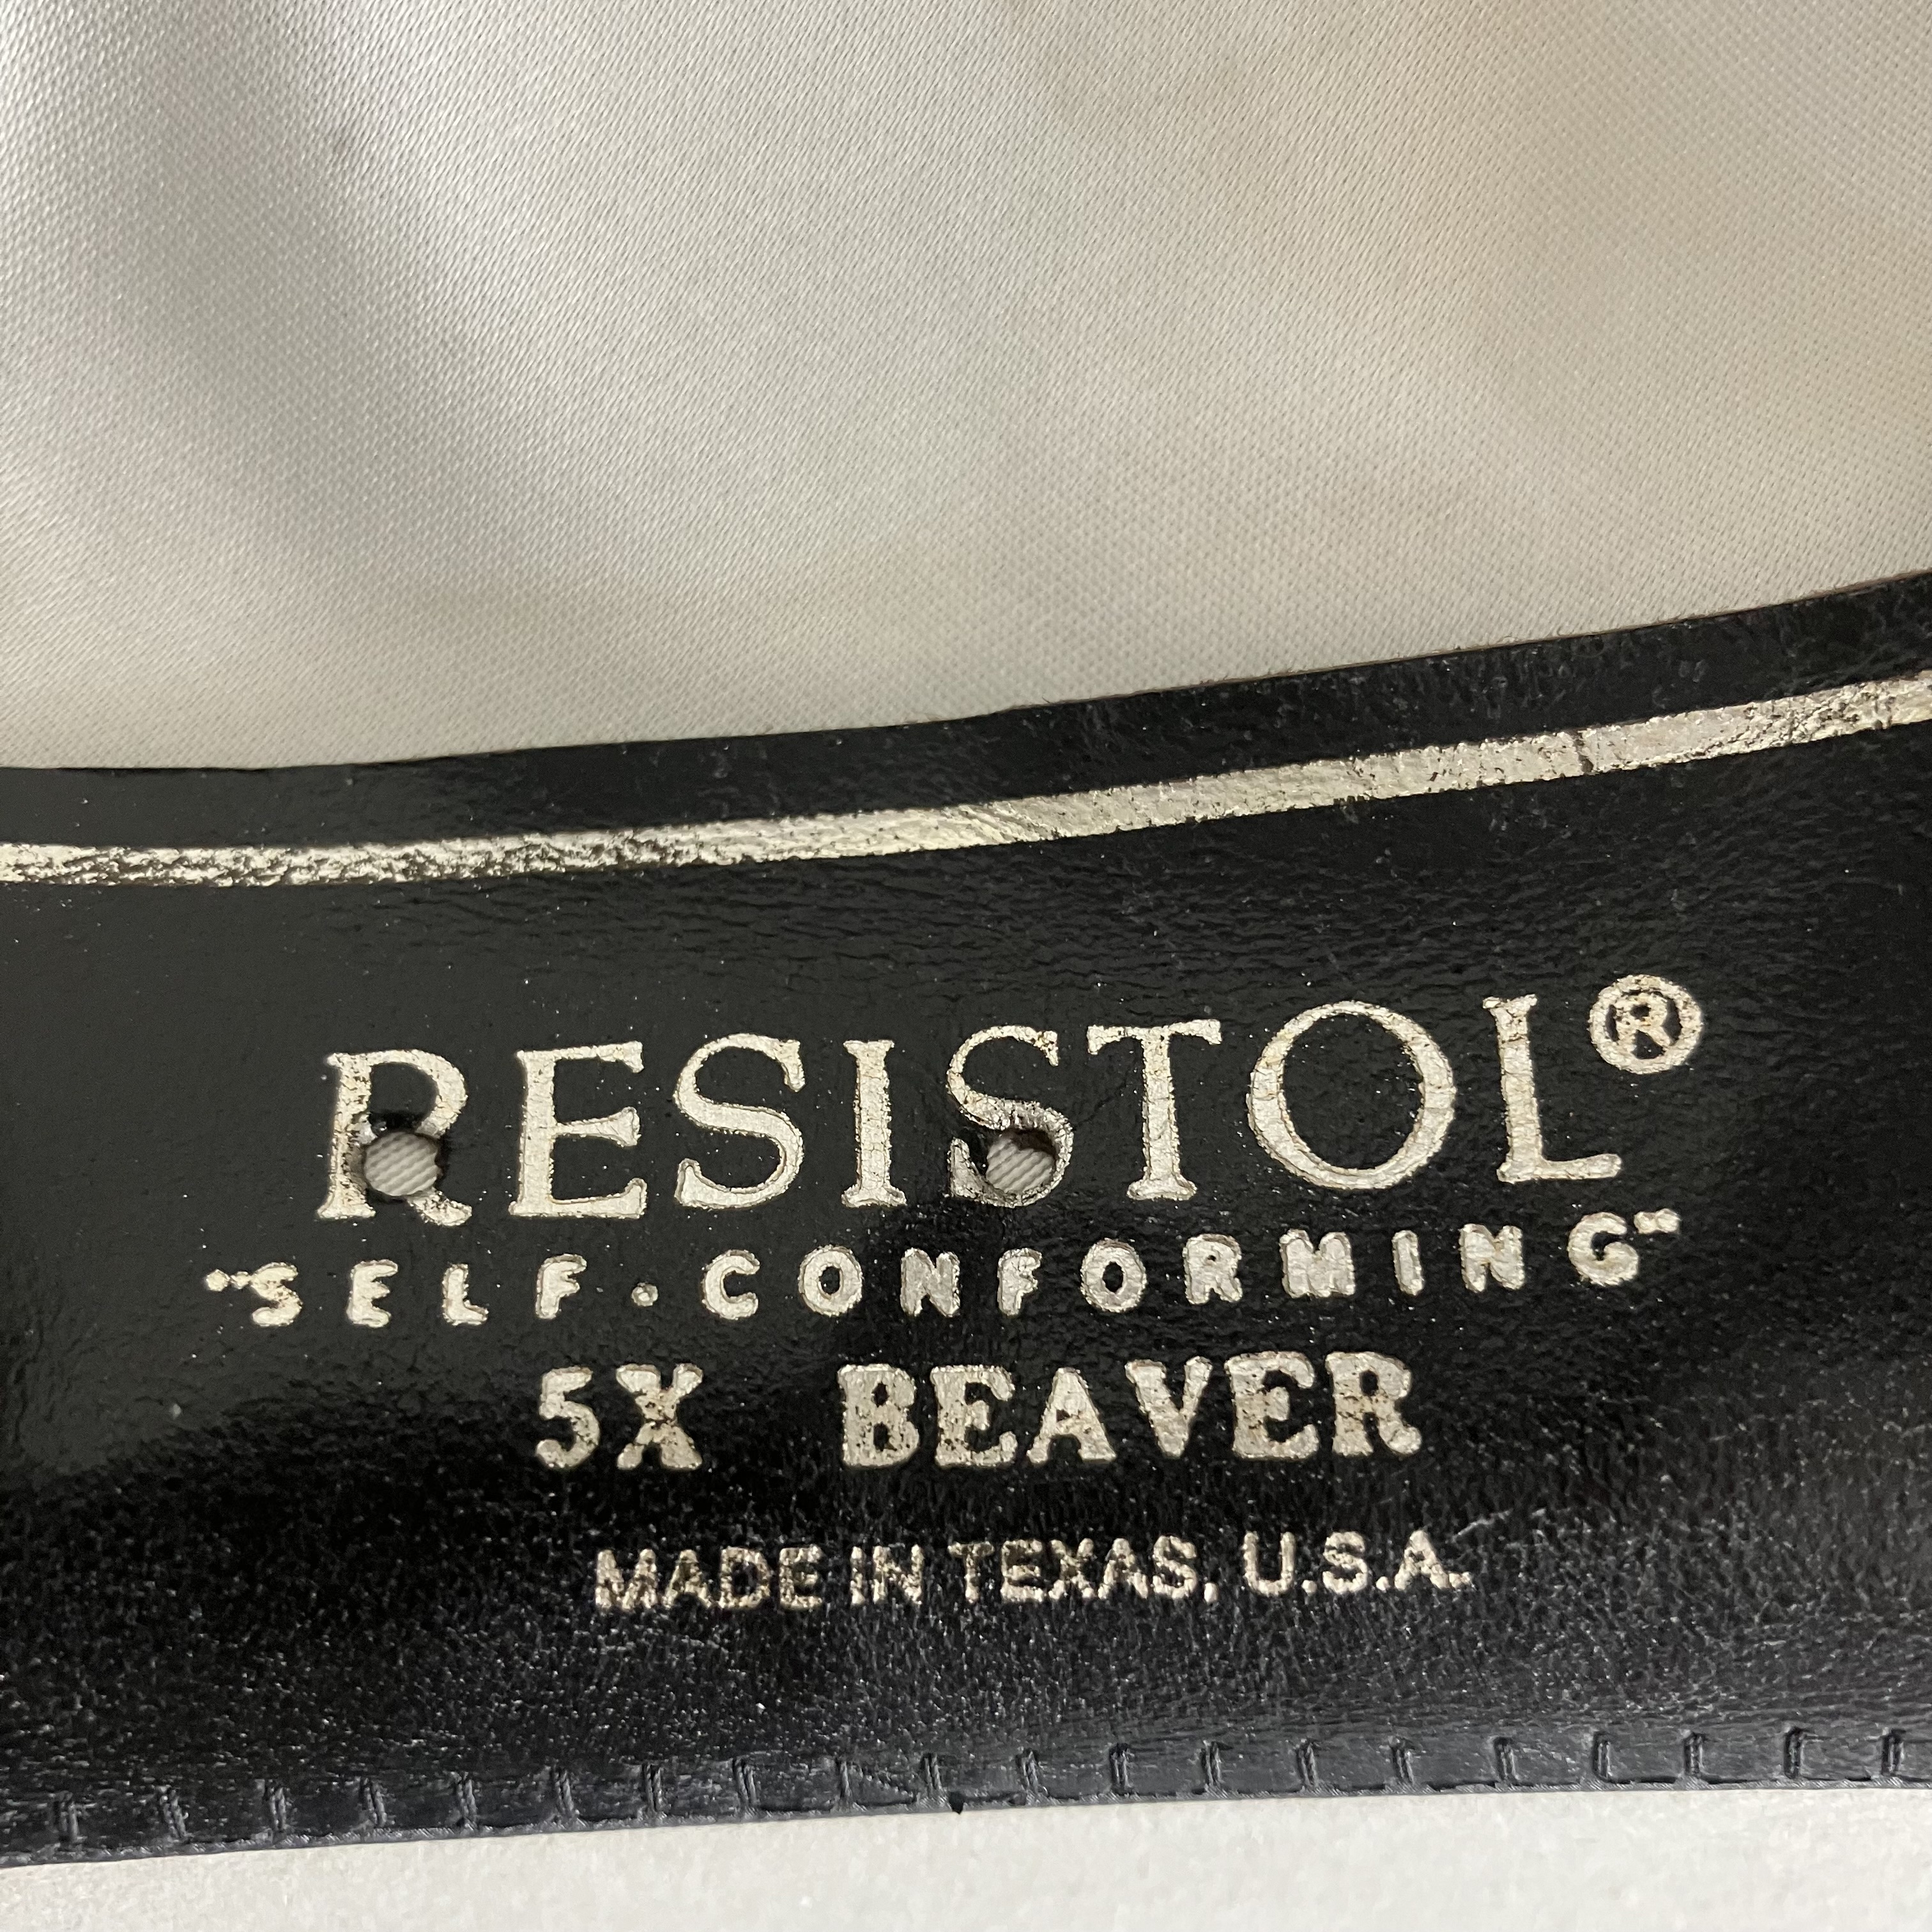 RESISTOL®
"SELF·CONFORMING"
5X BEAVER
MADE IN TEXAS, U.S.A.